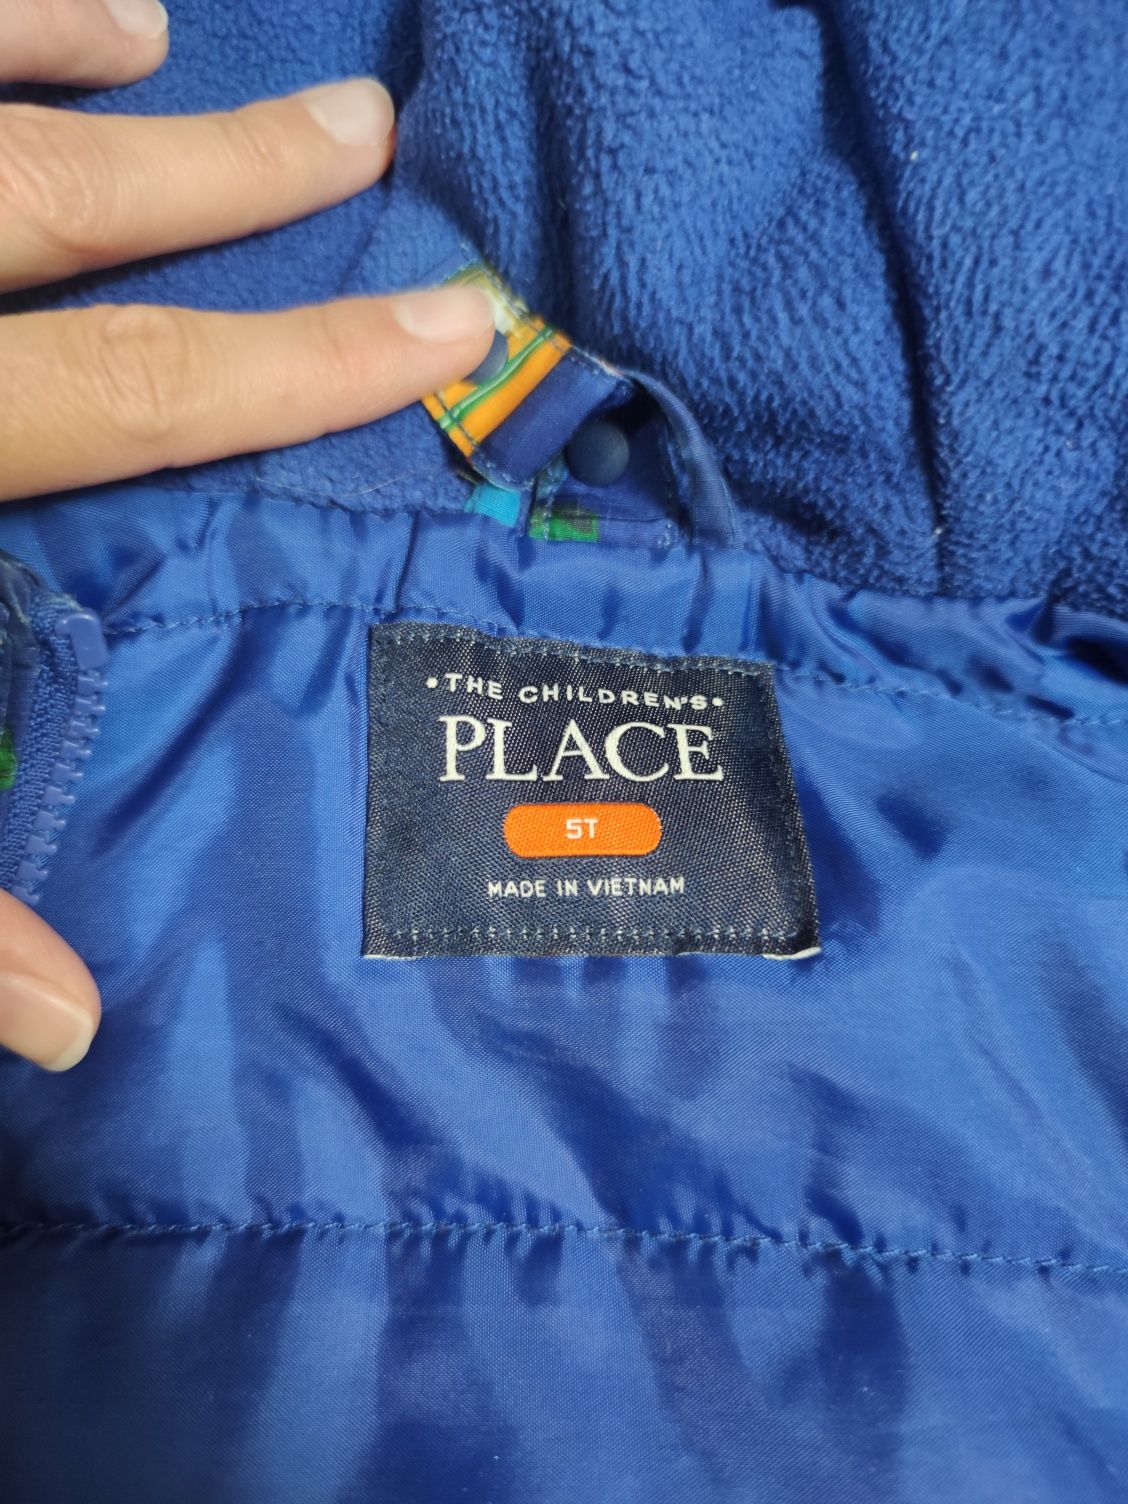 •THE CHILDREN'S•
PLACE
5T
MADE IN VIETNAM